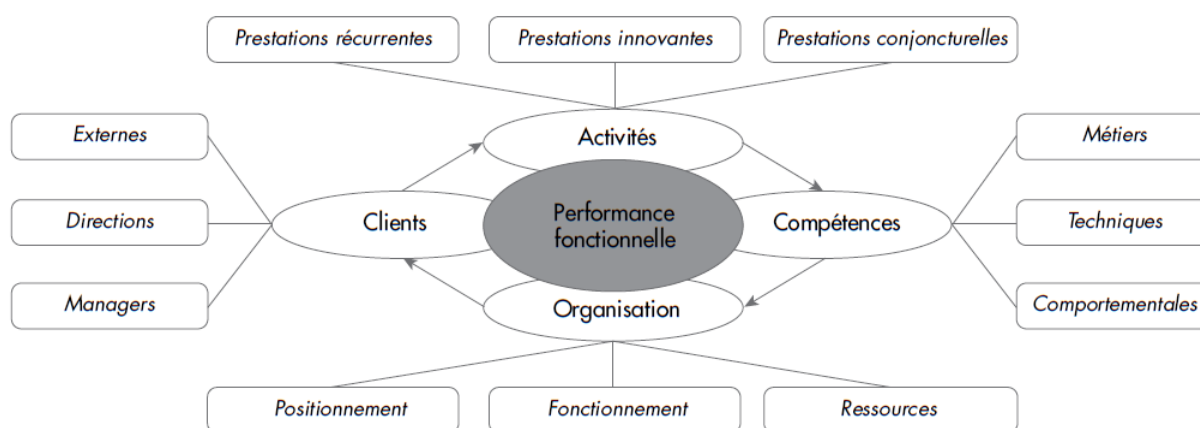 Prestations récurrentes
Prestations innovantes
Prestations conjoncturelles
Externes
Activités
Métiers
Directions
Clients
Performance
fonctionnelle
Compétences
Techniques
Managers
Organisation
Comportementales
Positionnement
Fonctionnement
Ressources